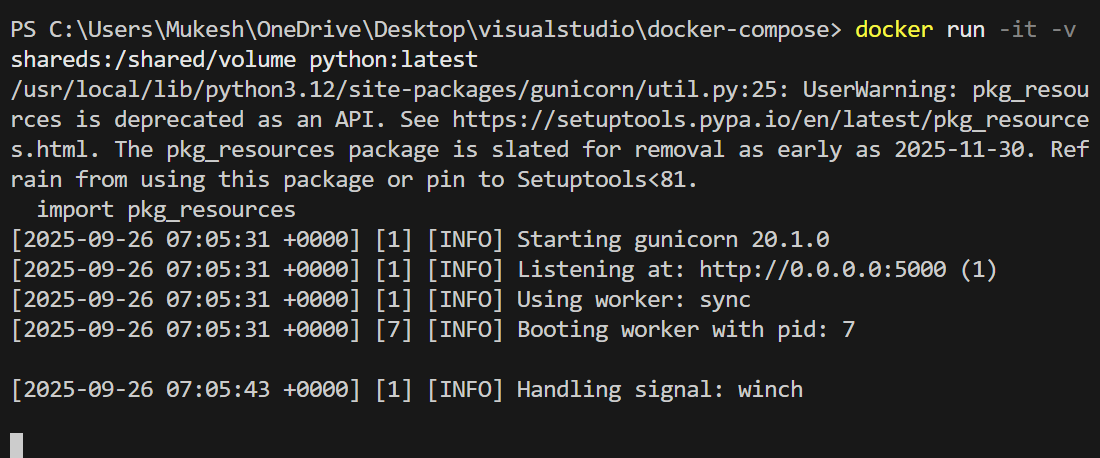 PS C:\Users\Mukesh\OneDrive\Desktop\visualstudio\docker-compose> docker run -it -v
shareds:/shared/volume python:latest
/usr/local/lib/python3.12/site-packages/gunicorn/util.py:25: UserWarning: pkg_resou
rces is deprecated as an API. See https://setuptools.pypa.io/en/latest/pkg_resource
s.html. The pkg_resources package is slated for removal as early as 2025-11-30. Ref
rain from using this package or pin to Setuptools<81.
  import pkg_resources
[2025-09-26 07:05:31 +0000] [1] [INFO] Starting gunicorn 20.1.0
[2025-09-26 07:05:31 +0000] [1] [INFO] Listening at: http://0.0.0.0:5000 (1)
[2025-09-26 07:05:31 +0000] [1] [INFO] Using worker: sync
[2025-09-26 07:05:31 +0000] [7] [INFO] Booting worker with pid: 7
[2025-09-26 07:05:43 +0000] [1] [INFO] Handling signal: winch